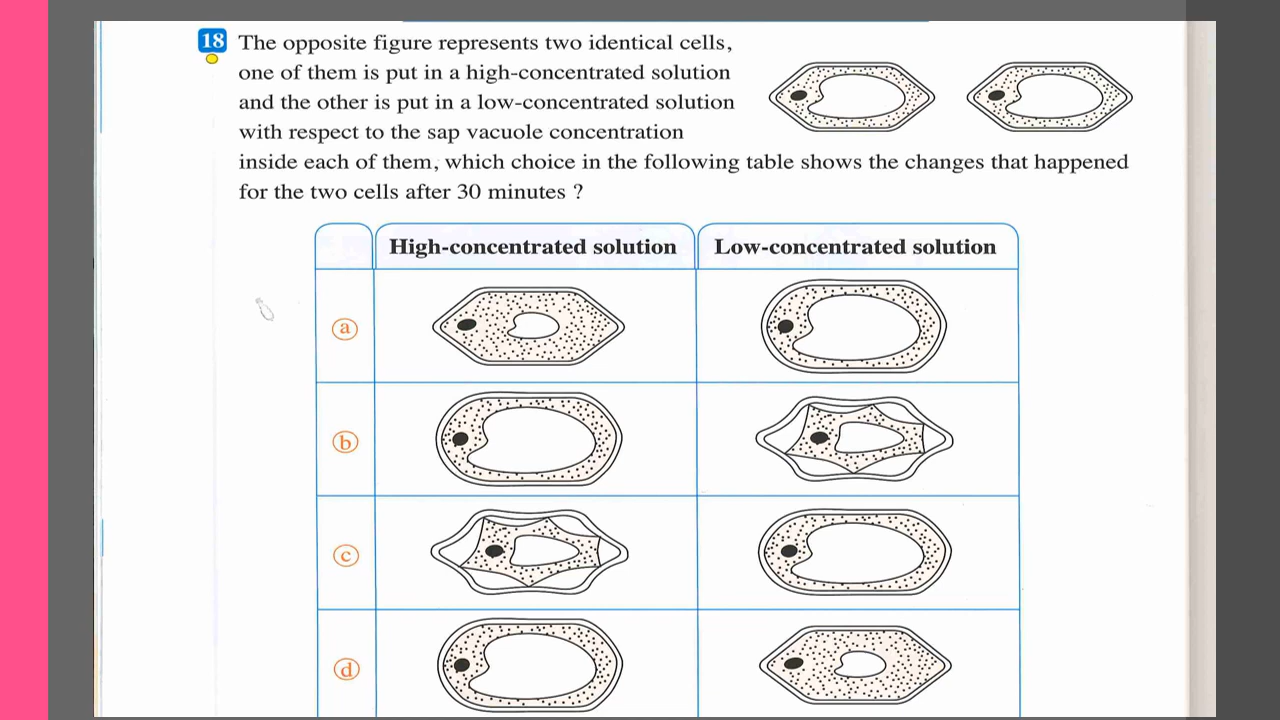 18 The opposite figure represents two identical cells,
one of them is put in a high-concentrated solution
and the other is put in a low-concentrated solution
with respect to the sap vacuole concentration
inside each of them, which choice in the following table shows the changes that happened
for the two cells after 30 minutes ?
High-concentrated solution Low-concentrated solution
a
b
c
d